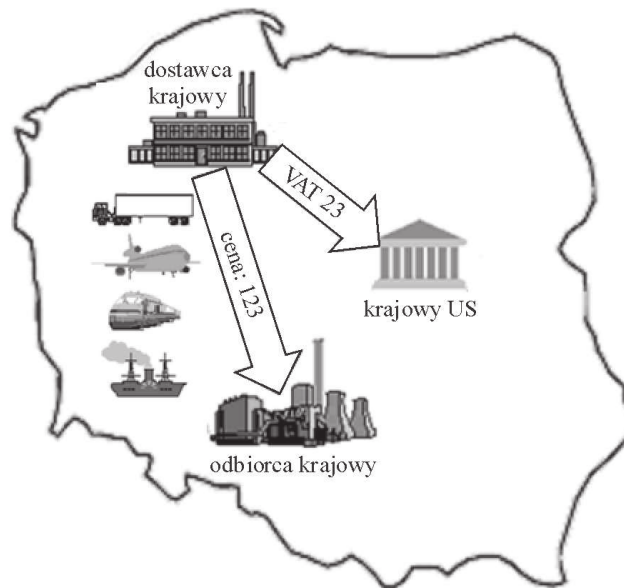 dostawca
krajowy
VAT 23
cena: 123
krajowy US
odbiorca krajowy